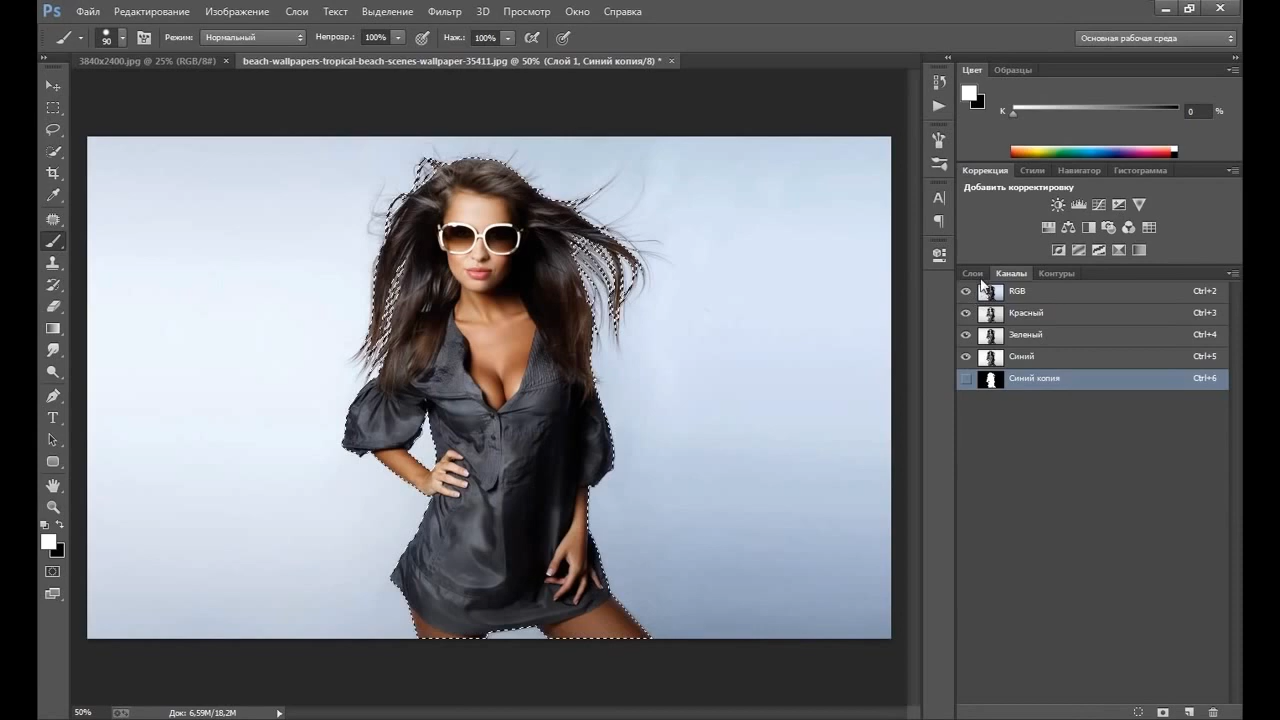 Ps Файл Редактирование Изображение Слои Текст Выделение Фильтр 3D Просмотр Окно Справка
90 Режим: Нормальный Непрозр.: 100% Наж.: 100% Основная рабочая среда
3840x2400.jpg @ 25% (RGB/8#) × beach-wallpapers-tropical-beach-scenes-wallpaper-35411.jpg @ 50% (Слой 1, Синий копия/8) * ×
Цвет Образцы
K 0 %
Коррекция Стили Навигатор Гистограмма
Добавить корректировку
Слои Каналы Контуры
RGB Ctrl+2
Красный Ctrl+3
Зеленый Ctrl+4
Синий Ctrl+5
Синий копия Ctrl+6
50% Док: 6,59M/18,2M